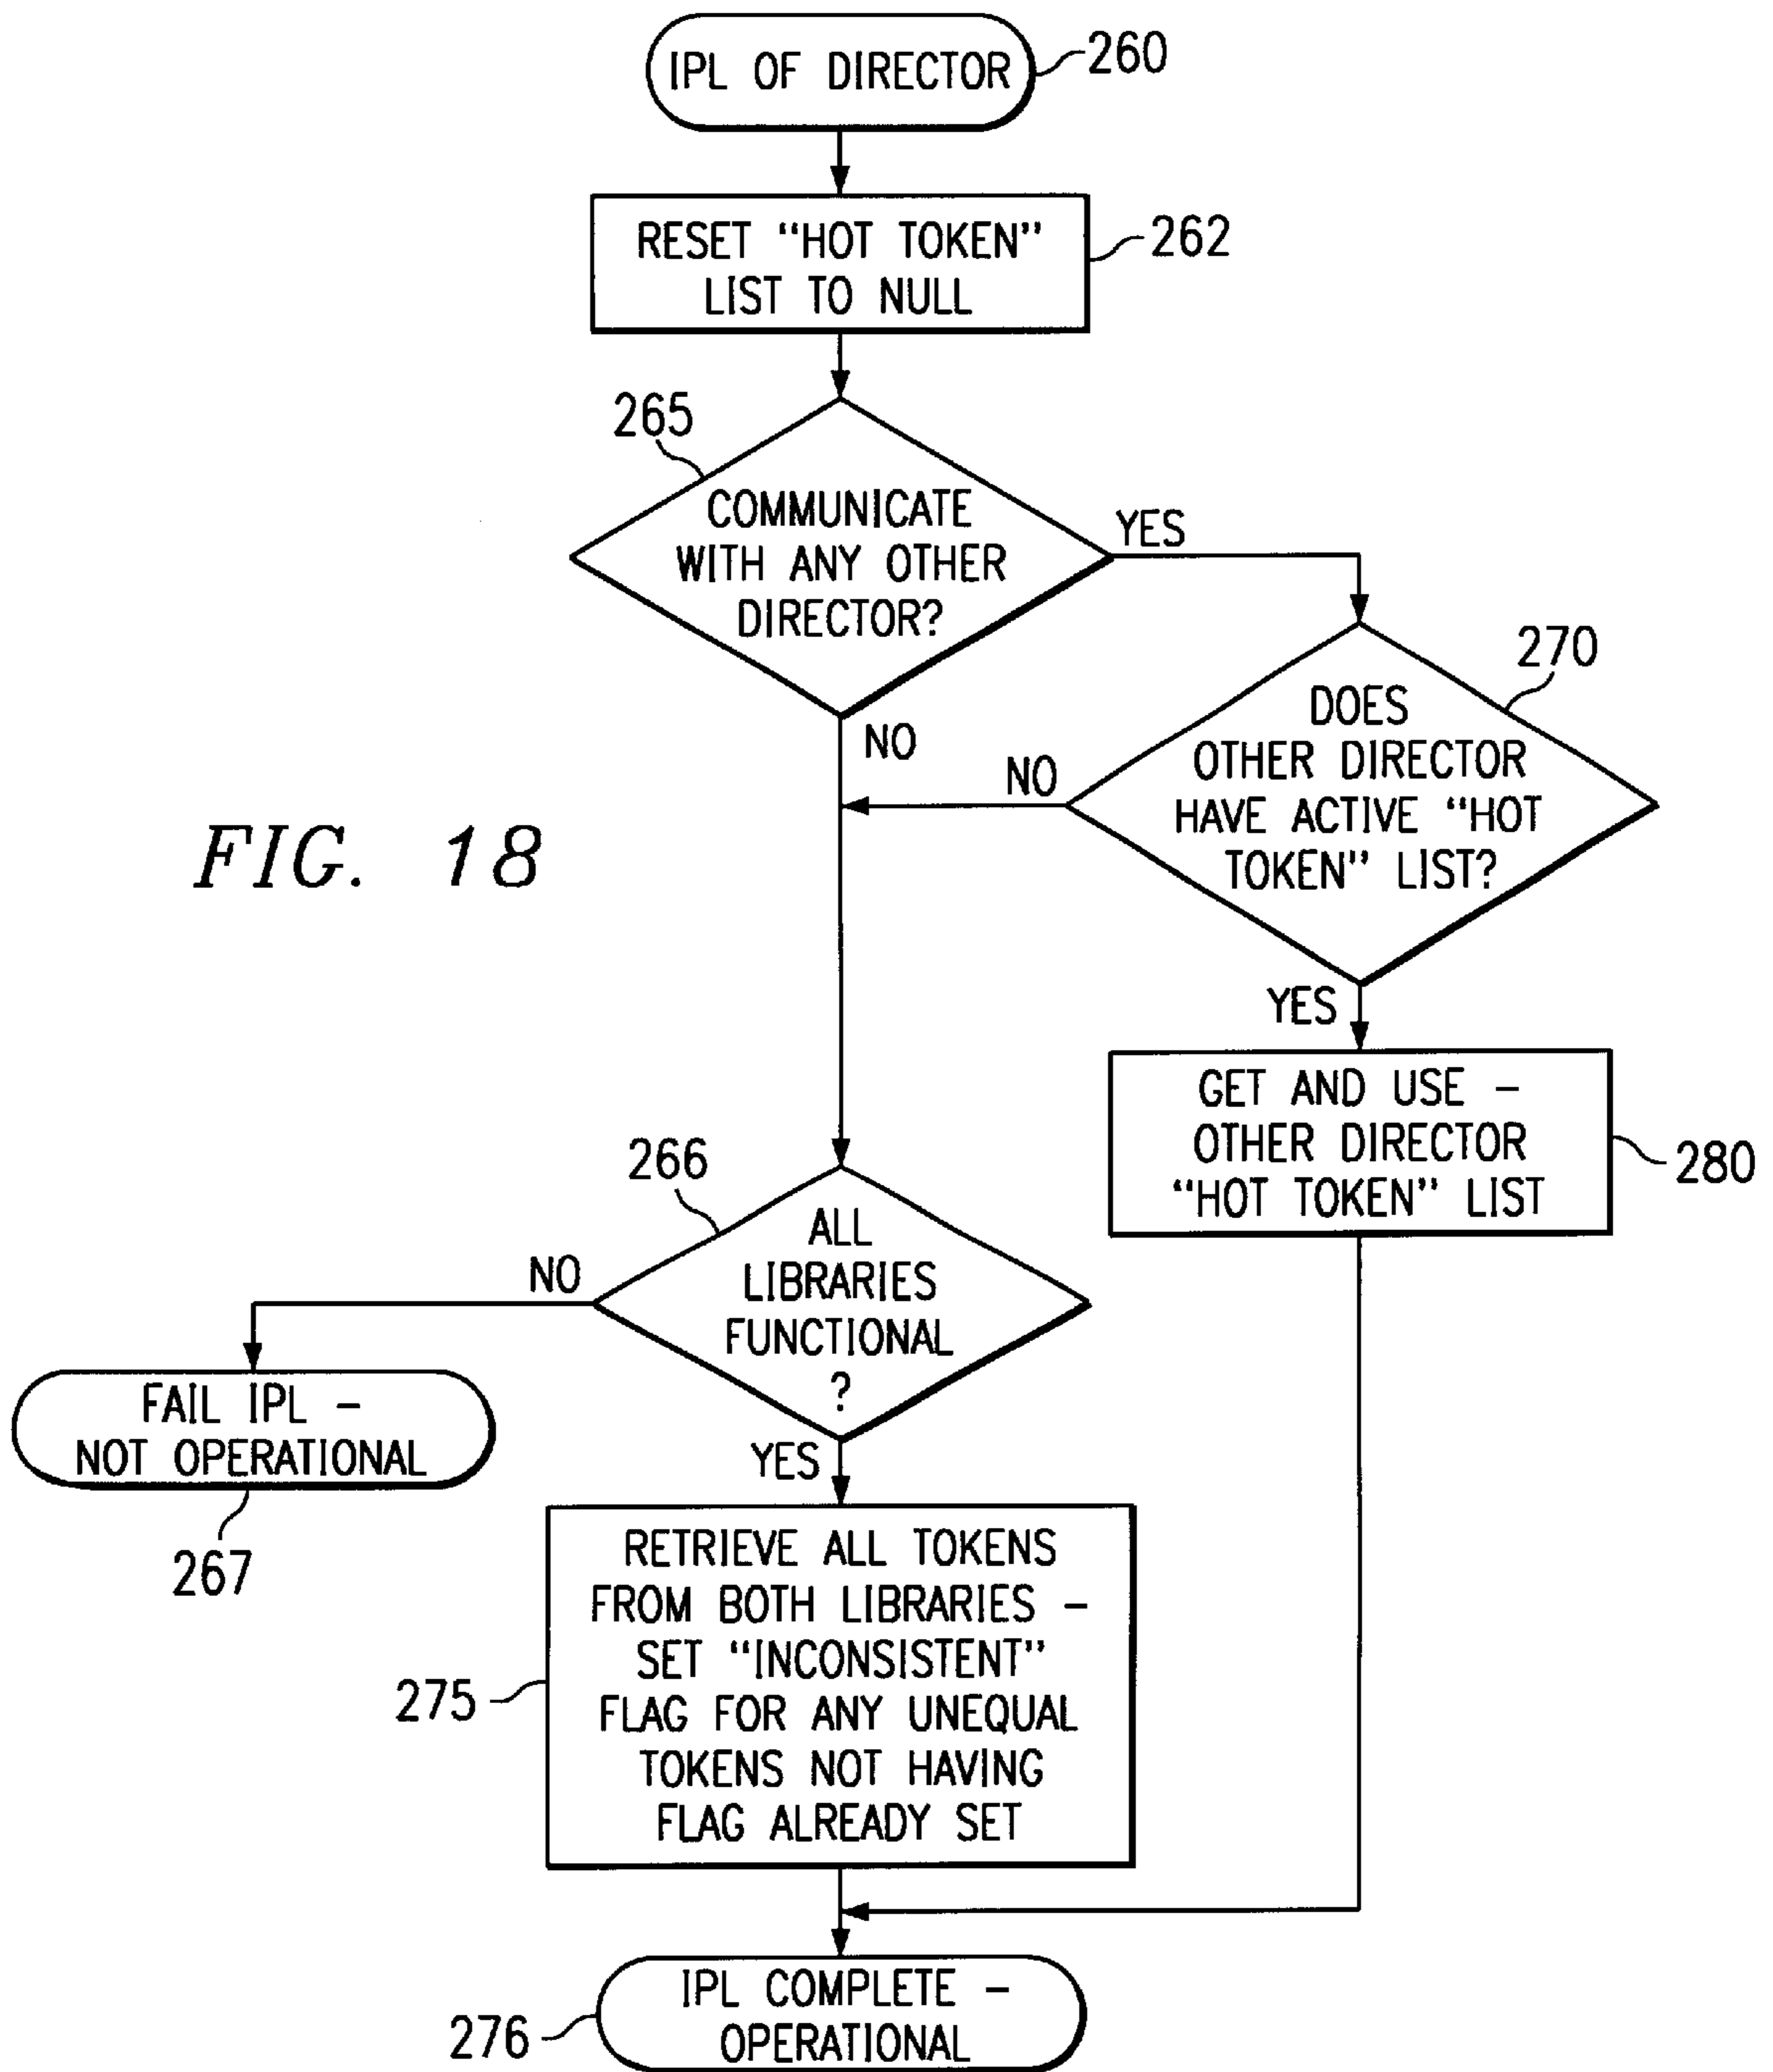 IPL OF DIRECTOR
260
RESET "HOT TOKEN"
LIST TO NULL
262
265
COMMUNICATE
WITH ANY OTHER
DIRECTOR?
YES
NO
270
DOES
OTHER DIRECTOR
HAVE ACTIVE "HOT
TOKEN" LIST?
NO
YES
FIG. 18
GET AND USE –
OTHER DIRECTOR
"HOT TOKEN" LIST
280
266
ALL
LIBRARIES
FUNCTIONAL
?
NO
YES
FAIL IPL –
NOT OPERATIONAL
267
RETRIEVE ALL TOKENS
FROM BOTH LIBRARIES –
SET "INCONSISTENT"
FLAG FOR ANY UNEQUAL
TOKENS NOT HAVING
FLAG ALREADY SET
275
IPL COMPLETE –
OPERATIONAL
276